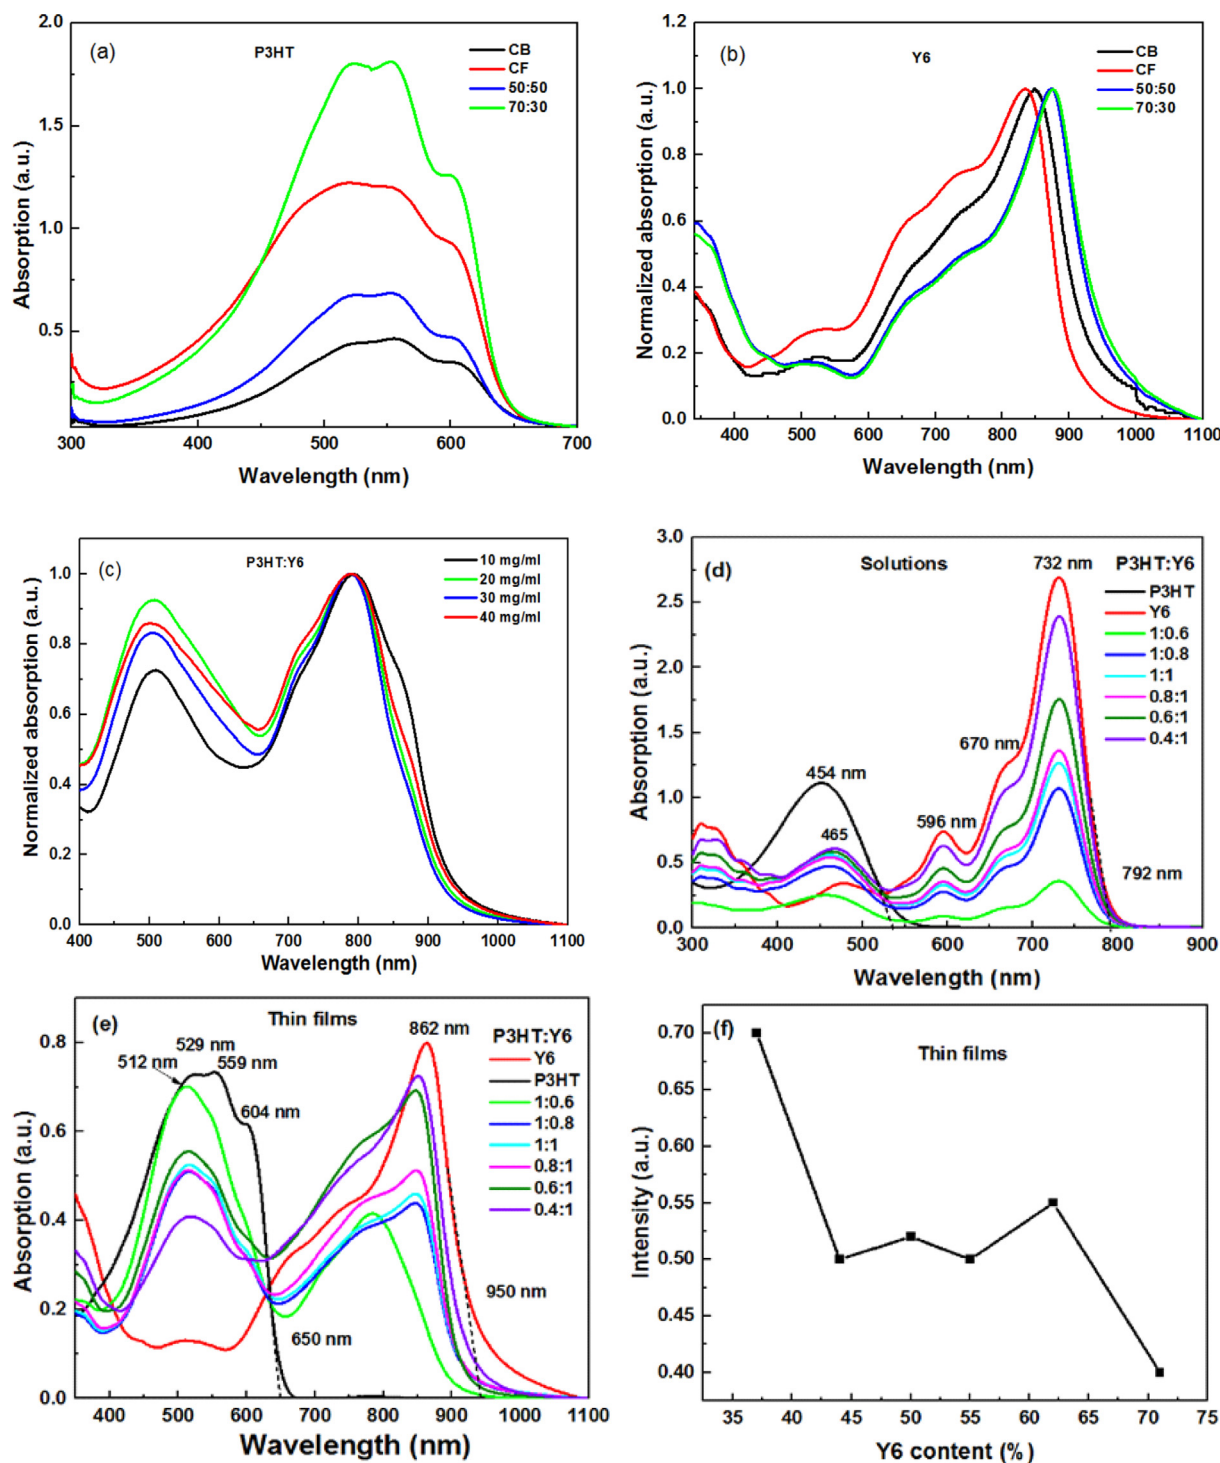 (a)
P3HT
CB
CF
50:50
70:30
2.0
1.5
1.0
0.5
Absorption (a.u.)
300 400 500 600 700
Wavelength (nm)
(b)
Y6
CB
CF
50:50
70:30
1.2
1.0
0.8
0.6
0.4
0.2
0.0
Normalized absorption (a.u.)
400 500 600 700 800 900 1000 1100
Wavelength (nm)
(c)
P3HT:Y6
10 mg/ml
20 mg/ml
30 mg/ml
40 mg/ml
1.0
0.8
0.6
0.4
0.2
0.0
Normalized absorption (a.u.)
400 500 600 700 800 900 1000 1100
Wavelength (nm)
(d)
Solutions
732 nm
P3HT:Y6
P3HT
Y6
1:0.6
1:0.8
1:1
0.8:1
0.6:1
0.4:1
670 nm
454 nm
465
596 nm
792 nm
3.0
2.5
2.0
1.5
1.0
0.5
0.0
Absorption (a.u.)
300 400 500 600 700 800 900
Wavelength (nm)
(e)
Thin films
862 nm
P3HT:Y6
Y6
P3HT
1:0.6
1:0.8
1:1
0.8:1
0.6:1
0.4:1
529 nm
512 nm
559 nm
604 nm
950 nm
650 nm
0.8
0.6
0.4
0.2
0.0
Absorption (a.u.)
400 500 600 700 800 900 1000 1100
Wavelength (nm)
(f)
Thin films
0.70
0.65
0.60
0.55
0.50
0.45
0.40
Intensity (a.u.)
35 40 45 50 55 60 65 70 75
Y6 content (%)